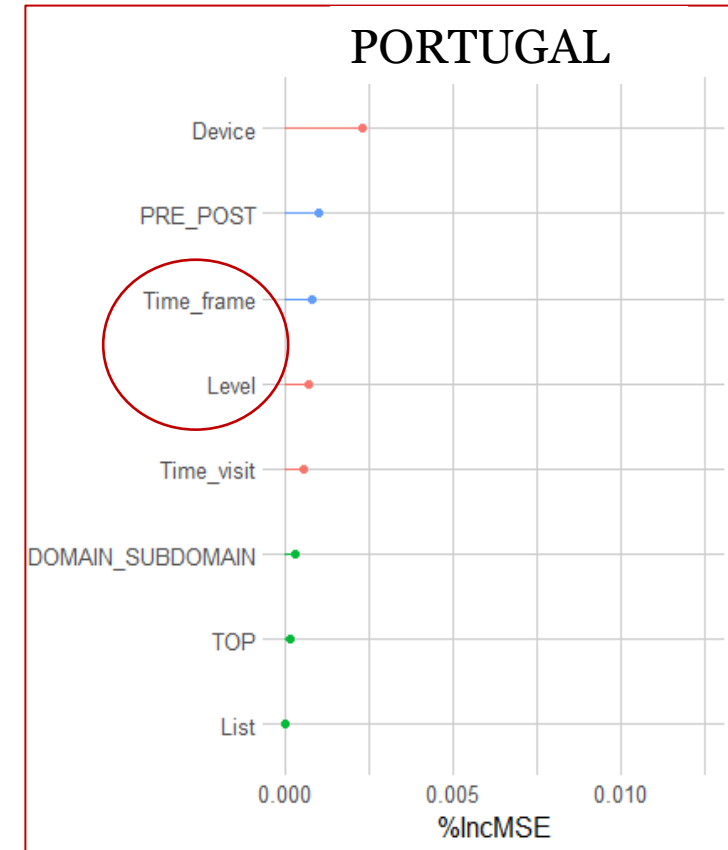 PORTUGAL
Device
PRE_POST
Time_frame
Level
Time_visit
DOMAIN_SUBDOMAIN
TOP
List
0.000 0.005 0.010
%IncMSE